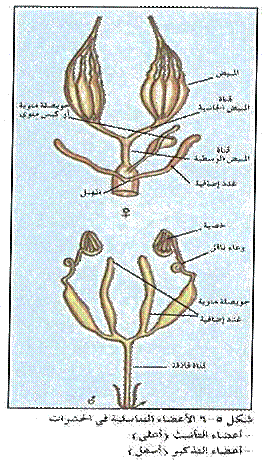 المبيض
قناة
المبيض الجانبية
حويصلة منوية
أو كيس منوي
قناة
المبيض الوسطية
غدد إضافية
مهبل
♀
خصية
وعاء ناقل
حويصلة منوية
غدد إضافية
قناة قاذفة
♂
شكل ٥-٦ الأعضاء التناسلية في الحشرات
- أعضاء التأنيث (أعلى)
- أعضاء التذكير (أسفل)